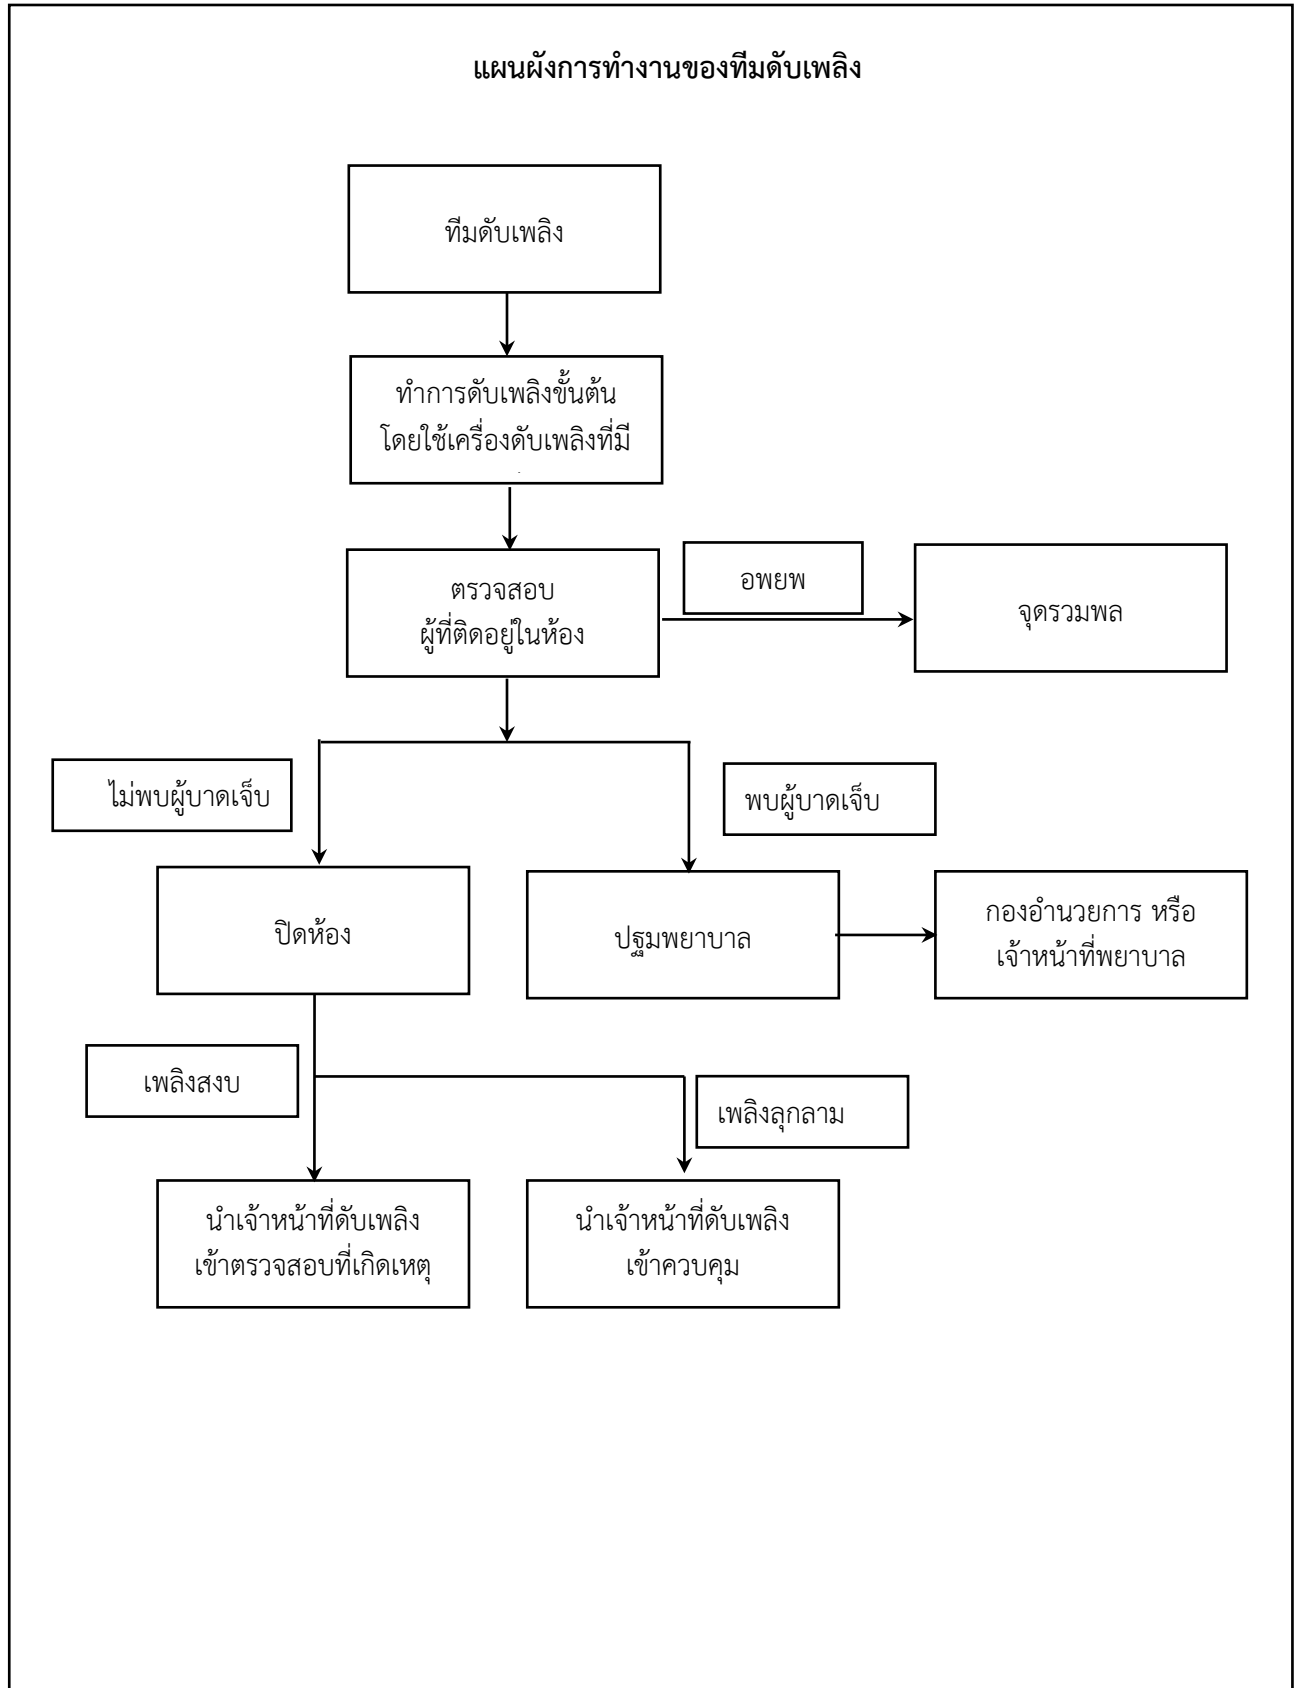 แผนผังการทำงานของทีมดับเพลิง
ทีมดับเพลิง
ทำการดับเพลิงขั้นต้น
โดยใช้เครื่องดับเพลิงที่มี
ตรวจสอบ
ผู้ที่ติดอยู่ในห้อง
อพยพ
จุดรวมพล
ไม่พบผู้บาดเจ็บ
พบผู้บาดเจ็บ
ปิดห้อง
ปฐมพยาบาล
กองอำนวยการ หรือ
เจ้าหน้าที่พยาบาล
เพลิงสงบ
เพลิงลุกลาม
นำเจ้าหน้าที่ดับเพลิง
เข้าตรวจสอบที่เกิดเหตุ
นำเจ้าหน้าที่ดับเพลิง
เข้าควบคุม